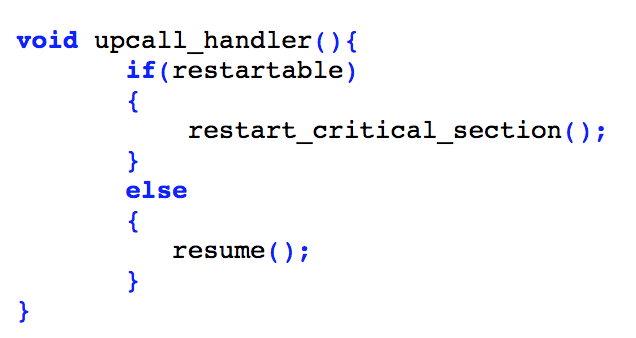 void upcall_handler(){
if(restartable)
{
restart_critical_section();
}
else
{
resume();
}
}